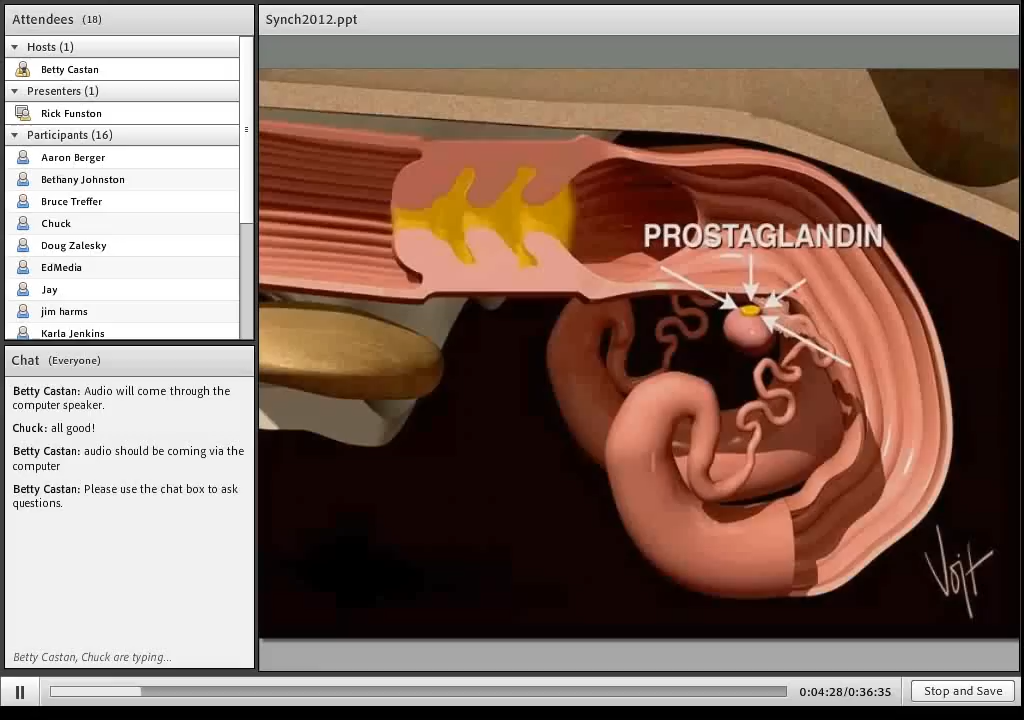 Attendees (18)
Hosts (1)
Betty Castan
Presenters (1)
Rick Funston
Participants (16)
Aaron Berger
Bethany Johnston
Bruce Treffer
Chuck
Doug Zalesky
EdMedia
Jay
jim harms
Karla Jenkins
Chat (Everyone)
Betty Castan: Audio will come through the
computer speaker.
Chuck: all good!
Betty Castan: audio should be coming via the
computer
Betty Castan: Please use the chat box to ask
questions.
Betty Castan, Chuck are typing...
Synch2012.ppt
PROSTAGLANDIN
Vojt
0:04:28/0:36:35
Stop and Save